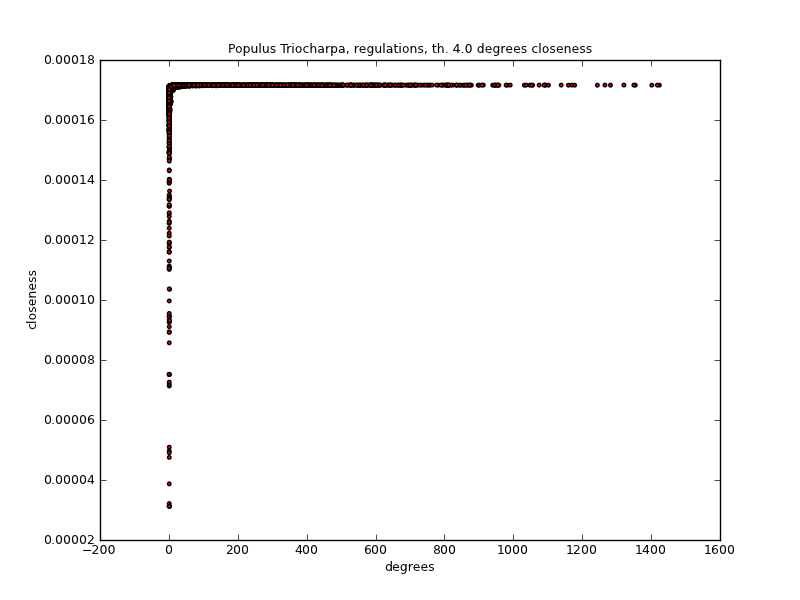 Populus Triocharpa, regulations, th. 4.0 degrees closeness
0.00018
0.00016
0.00014
0.00012
0.00010
0.00008
0.00006
0.00004
0.00002
closeness
−200 0 200 400 600 800 1000 1200 1400 1600
degrees